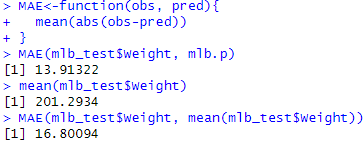 > MAE<-function(obs, pred){
+ mean(abs(obs-pred))
+ }
> MAE(mlb_test$weight, mlb.p)
[1] 13.91322
> mean(mlb_test$weight)
[1] 201.2934
> MAE(mlb_test$weight, mean(mlb_test$weight))
[1] 16.80094